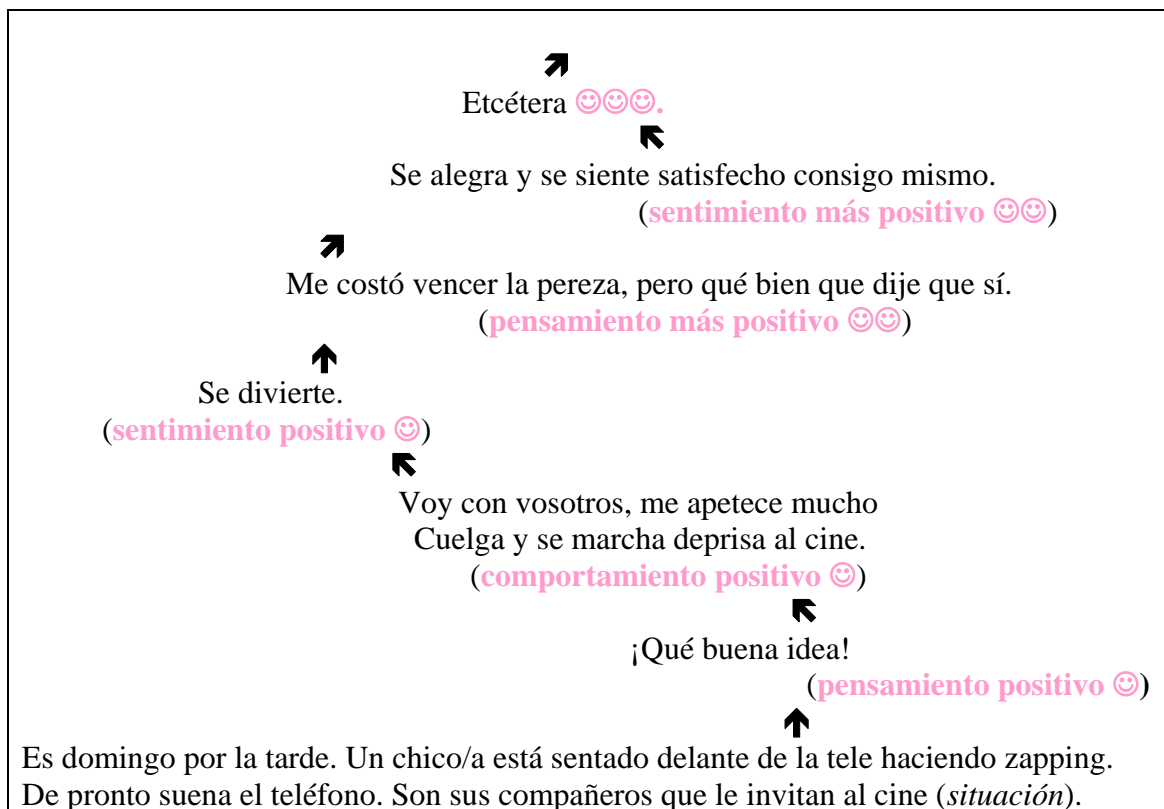 Etcétera ☺☺☺.
Se alegra y se siente satisfecho consigo mismo.
(sentimiento más positivo ☺☺)
Me costó vencer la pereza, pero qué bien que dije que sí.
(pensamiento más positivo ☺☺)
Se divierte.
(sentimiento positivo ☺)
Voy con vosotros, me apetece mucho
Cuelga y se marcha deprisa al cine.
(comportamiento positivo ☺)
¡Qué buena idea!
(pensamiento positivo ☺)
Es domingo por la tarde. Un chico/a está sentado delante de la tele haciendo zapping.
De pronto suena el teléfono. Son sus compañeros que le invitan al cine (situación).